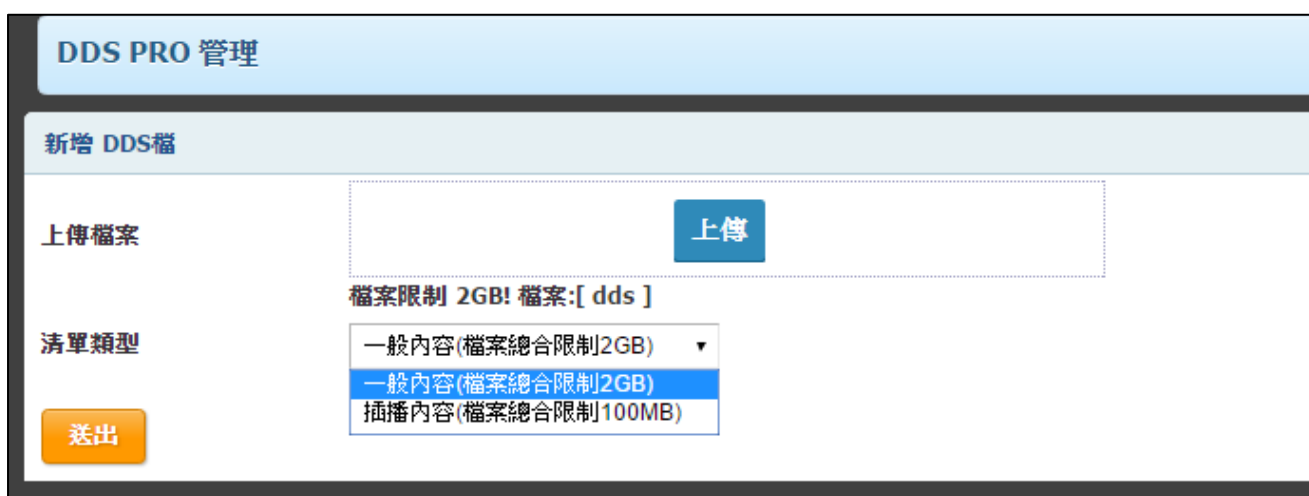 DDS PRO 管理
新增 DDS檔
上傳檔案
上傳
檔案限制 2GB! 檔案:[ dds ]
清單類型
一般內容(檔案總合限制2GB)
一般內容(檔案總合限制2GB)
插播內容(檔案總合限制100MB)
送出